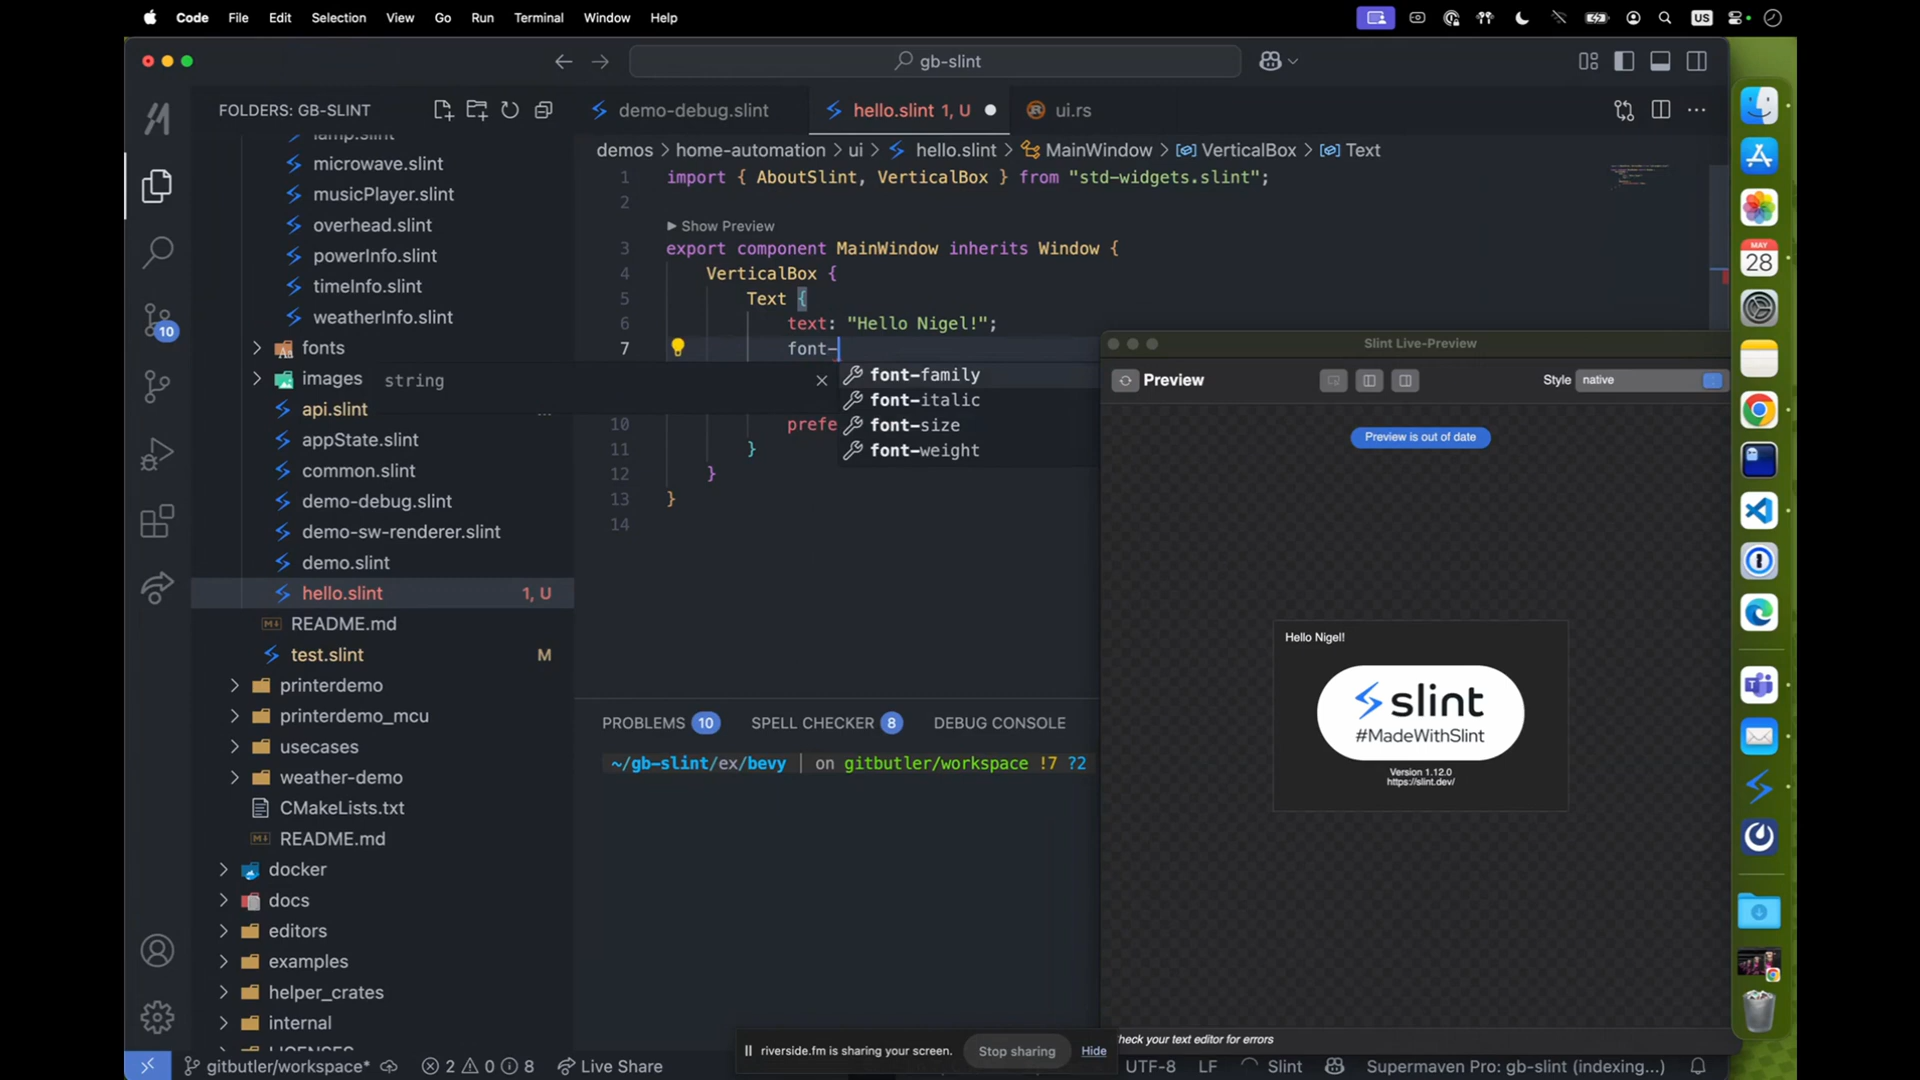 Code File Edit Selection View Go Run Terminal Window Help US
gb-slint
FOLDERS: GB-SLINT
demo-debug.slint
hello.slint 1, U
ui.rs
demos > home-automation > ui > hello.slint > MainWindow > VerticalBox > Text
lamp.slint
microwave.slint
musicPlayer.slint
overhead.slint
powerInfo.slint
timeInfo.slint
weatherInfo.slint
fonts
images
api.slint
appState.slint
common.slint
demo-debug.slint
demo-sw-renderer.slint
demo.slint
hello.slint 1, U
README.md
test.slint M
printerdemo
printerdemo_mcu
usecases
weather-demo
CMakeLists.txt
README.md
docker
docs
editors
examples
helper_crates
internal
10
1 import { AboutSlint, VerticalBox } from "std-widgets.slint";
2
Show Preview
3 export component MainWindow inherits Window {
4 VerticalBox {
5 Text {
6 text: "Hello Nigel!";
7 font-
string
font-family
font-italic
font-size
font-weight
10 prefe
11 }
12 }
13 }
14
PROBLEMS 10 SPELL CHECKER 8 DEBUG CONSOLE
~/gb-slint/ex/bevy | on gitbutler/workspace !7 ?2
Slint Live-Preview
Preview
Style native
Preview is out of date
Hello Nigel!
slint
#MadeWithSlint
Version 1.12.0
https://slint.dev/
heck your text editor for errors
MAY
28
riverside.fm is sharing your screen. Stop sharing Hide
gitbutler/workspace* 2 0 8 Live Share UTF-8 LF Slint Supermaven Pro: gb-slint (indexing...)